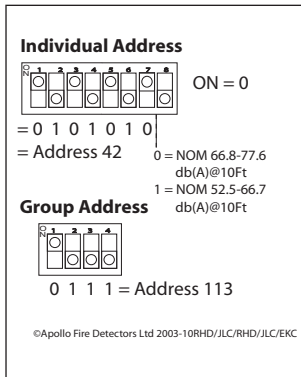 Individual Address
ON
1 2 3 4 5 6 7 8
ON = 0
= 0 1 0 1 0 1 0
= Address 42
0 = NOM 66.8-77.6
db(A)@10Ft
1 = NOM 52.5-66.7
db(A)@10Ft
Group Address
ON
1 2 3 4
0 1 1 1 = Address 113
©Apollo Fire Detectors Ltd 2003-10RHD/JLC/RHD/JLC/EKC